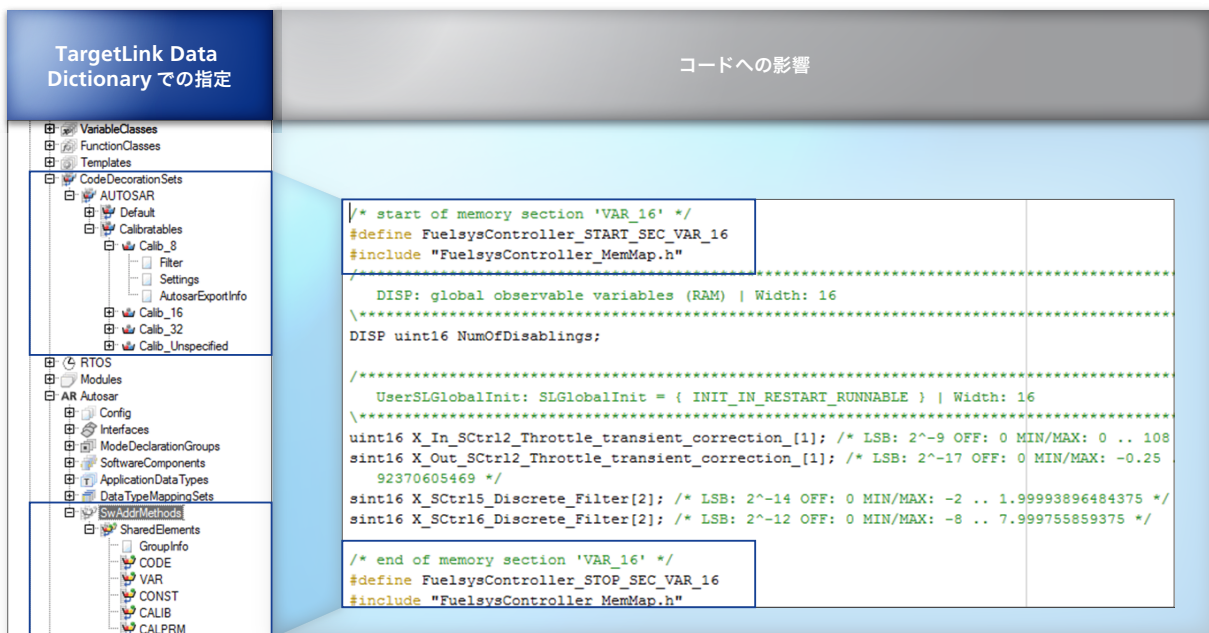 TargetLink Data
Dictionary での指定
コードへの影響
VariableClasses
FunctionClasses
Templates
CodeDecorationSets
AUTOSAR
Default
Calibratables
Calib_8
Filter
Settings
AutosarExportInfo
Calib_16
Calib_32
Calib_Unspecified
RTOS
Modules
AR Autosar
Config
Interfaces
ModeDeclarationGroups
SoftwareComponents
ApplicationDataTypes
DataTypeMappingSets
SwAddrMethods
SharedElements
GroupInfo
CODE
VAR
CONST
CALIB
CALPRM
/* start of memory section 'VAR_16' */
#define FuelsysController_START_SEC_VAR_16
#include "FuelsysController_MemMap.h"
/******************************************************************************
DISP: global observable variables (RAM) | Width: 16
\******************************************************************************
DISP uint16 NumOfDisablings;
/******************************************************************************
UserSLGlobalInit: SLGlobalInit = { INIT_IN_RESTART_RUNNABLE } | Width: 16
\******************************************************************************
uint16 X_In_SCtrl2_Throttle_transient_correction_[1]; /* LSB: 2^-9 OFF: 0 MIN/MAX: 0 .. 108
sint16 X_Out_SCtrl2_Throttle_transient_correction_[1]; /* LSB: 2^-17 OFF: 0 MIN/MAX: -0.25 .
92370605469 */
sint16 X_SCtrl5_Discrete_Filter[2]; /* LSB: 2^-14 OFF: 0 MIN/MAX: -2 .. 1.99993896484375 */
sint16 X_SCtrl6_Discrete_Filter[2]; /* LSB: 2^-12 OFF: 0 MIN/MAX: -8 .. 7.999755859375 */
/* end of memory section 'VAR_16' */
#define FuelsysController_STOP_SEC_VAR_16
#include "FuelsysController_MemMap.h"